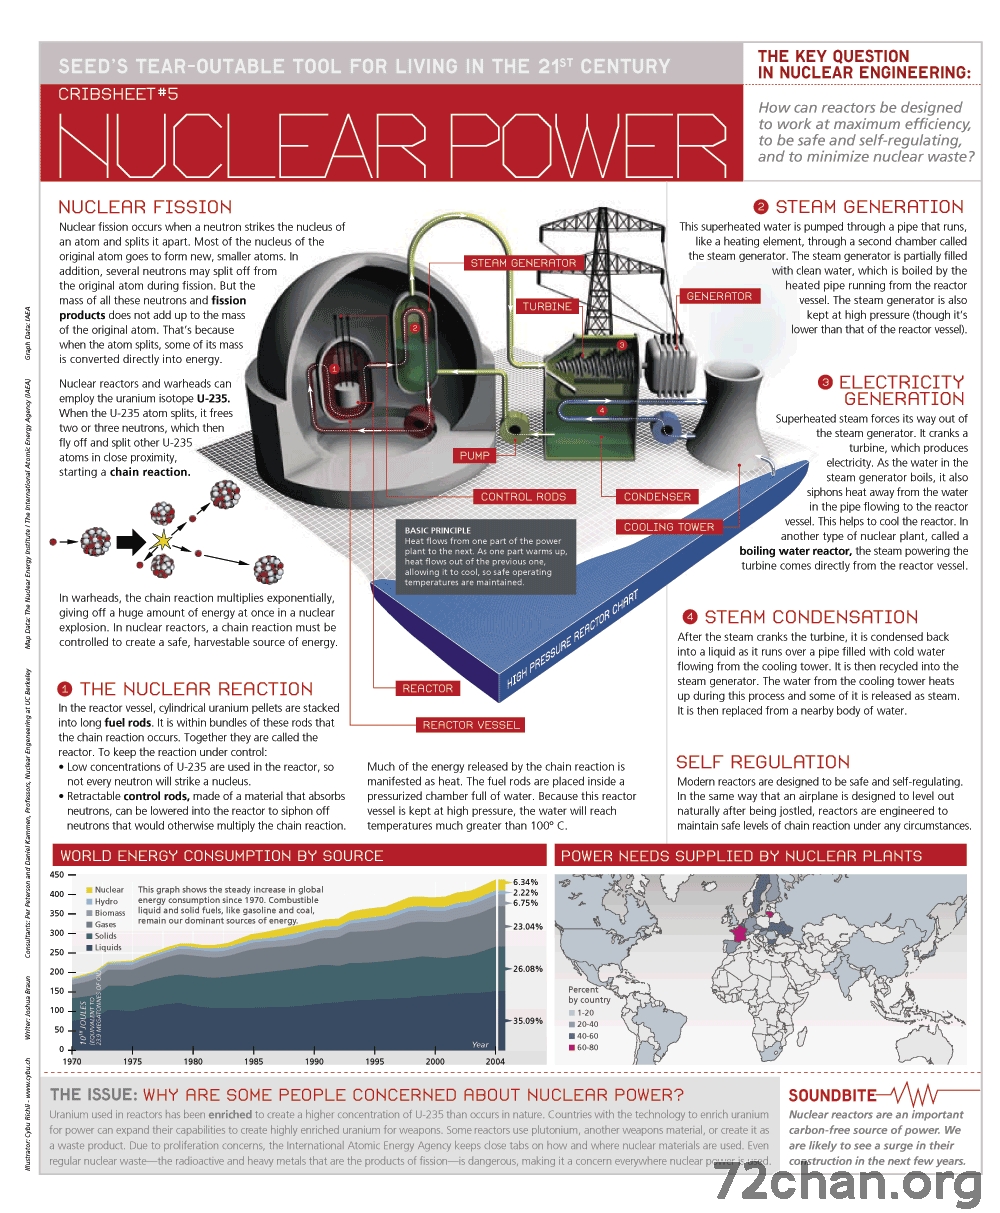 SEED'S TEAR-OUTABLE TOOL FOR LIVING IN THE 21ST CENTURY
CRIBSHEET #5
NUCLEAR POWER
THE KEY QUESTION
IN NUCLEAR ENGINEERING:
How can reactors be designed
to work at maximum efficiency,
to be safe and self-regulating,
and to minimize nuclear waste?
NUCLEAR FISSION
Nuclear fission occurs when a neutron strikes the nucleus of
an atom and splits it apart. Most of the nucleus of the
original atom goes to form new, smaller atoms. In
addition, several neutrons may split off from
the original atom during fission. But the
mass of all these neutrons and fission
products does not add up to the mass
of the original atom. That's because
when the atom splits, some of its mass
is converted directly into energy.
Nuclear reactors and warheads can
employ the uranium isotope U-235.
When the U-235 atom splits, it frees
two or three neutrons, which then
fly off and split other U-235
atoms in close proximity,
starting a chain reaction.
In warheads, the chain reaction multiplies exponentially,
giving off a huge amount of energy at once in a nuclear
explosion. In nuclear reactors, a chain reaction must be
controlled to create a safe, harvestable source of energy.
1 THE NUCLEAR REACTION
In the reactor vessel, cylindrical uranium pellets are stacked
into long fuel rods. It is within bundles of these rods that
the chain reaction occurs. Together they are called the
reactor. To keep the reaction under control:
• Low concentrations of U-235 are used in the reactor, so
not every neutron will strike a nucleus.
• Retractable control rods, made of a material that absorbs
neutrons, can be lowered into the reactor to siphon off
neutrons that would otherwise multiply the chain reaction.
Much of the energy released by the chain reaction is
manifested as heat. The fuel rods are placed inside a
pressurized chamber full of water. Because this reactor
vessel is kept at high pressure, the water will reach
temperatures much greater than 100° C.
STEAM GENERATOR
TURBINE
GENERATOR
1
2
3
4
PUMP
CONTROL RODS
CONDENSER
COOLING TOWER
BASIC PRINCIPLE
Heat flows from one part of the power
plant to the next. As one part warms up,
heat flows out of the previous one,
allowing it to cool, so safe operating
temperatures are maintained.
HIGH PRESSURE REACTOR CHART
REACTOR
REACTOR VESSEL
2 STEAM GENERATION
This superheated water is pumped through a pipe that runs,
like a heating element, through a second chamber called
the steam generator. The steam generator is partially filled
with clean water, which is boiled by the
heated pipe running from the reactor
vessel. The steam generator is also
kept at high pressure (though it's
lower than that of the reactor vessel).
3 ELECTRICITY
GENERATION
Superheated steam forces its way out of
the steam generator. It cranks a
turbine, which produces
electricity. As the water in the
steam generator boils, it also
siphons heat away from the water
in the pipe flowing to the reactor
vessel. This helps to cool the reactor. In
another type of nuclear plant, called a
boiling water reactor, the steam powering the
turbine comes directly from the reactor vessel.
4 STEAM CONDENSATION
After the steam cranks the turbine, it is condensed back
into a liquid as it runs over a pipe filled with cold water
flowing from the cooling tower. It is then recycled into the
steam generator. The water from the cooling tower heats
up during this process and some of it is released as steam.
It is then replaced from a nearby body of water.
SELF REGULATION
Modern reactors are designed to be safe and self-regulating.
In the same way that an airplane is designed to level out
naturally after being jostled, reactors are engineered to
maintain safe levels of chain reaction under any circumstances.
WORLD ENERGY CONSUMPTION BY SOURCE
450
400
350
300
250
200
150
100
50
0
Nuclear
Hydro
Biomass
Gases
Solids
Liquids
This graph shows the steady increase in global
energy consumption since 1970. Combustible
liquid and solid fuels, like gasoline and coal,
remain our dominant sources of energy.
6.34%
2.22%
6.75%
23.04%
26.08%
35.09%
Year
1970
1975
1980
1985
1990
1995
2000
2004
POWER NEEDS SUPPLIED BY NUCLEAR PLANTS
Percent
by country
1-20
20-40
40-60
60-80
THE ISSUE: WHY ARE SOME PEOPLE CONCERNED ABOUT NUCLEAR POWER?
Uranium used in reactors has been enriched to create a higher concentration of U-235 than occurs in nature. Countries with the technology to enrich uranium
for power can expand their capabilities to create highly enriched uranium for weapons. Some reactors use plutonium, another weapons material, or create it as
a waste product. Due to proliferation concerns, the International Atomic Energy Agency keeps close tabs on how and where nuclear materials are used. Even
regular nuclear waste—the radioactive and heavy metals that are the products of fission—is dangerous, making it a concern everywhere nuclear power is used.
SOUNDBITE
Nuclear reactors are an important
carbon-free source of power. We
are likely to see a surge in their
construction in the next few years.
Illustrator: Cybu Richli - www.cybu.ch Writer: Joshua Braun Consultants: Per Peterson and Daniel Kammen, Professors, Nuclear Engineering at UC Berkeley Map Data: The Nuclear Energy Institute / The International Atomic Energy Agency (IAEA) Graph Data: IAEA
72chan.org